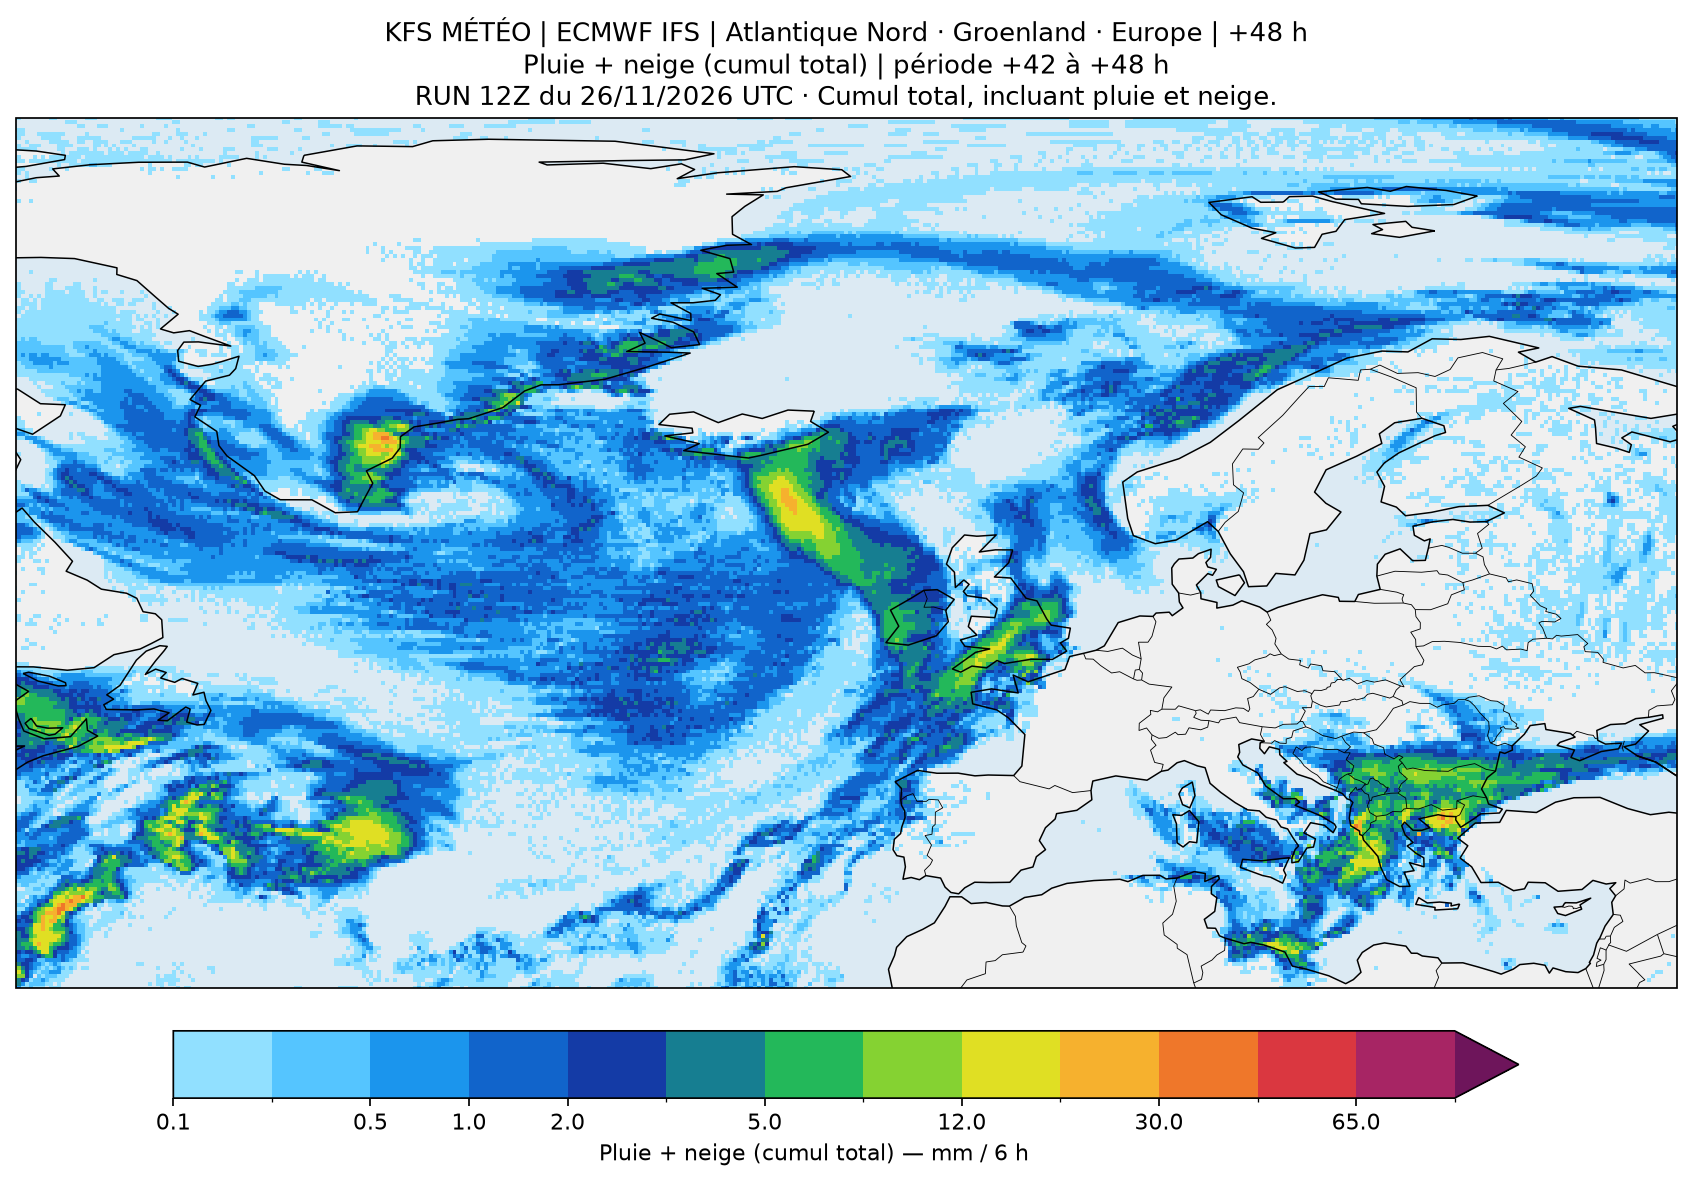 KFS MÉTÉO | ECMWF IFS | Atlantique Nord · Groenland · Europe | +48 h
Pluie + neige (cumul total) | période +42 à +48 h
RUN 12Z du 26/11/2026 UTC · Cumul total, incluant pluie et neige.
0.1 0.5 1.0 2.0 5.0 12.0 30.0 65.0
Pluie + neige (cumul total) — mm / 6 h